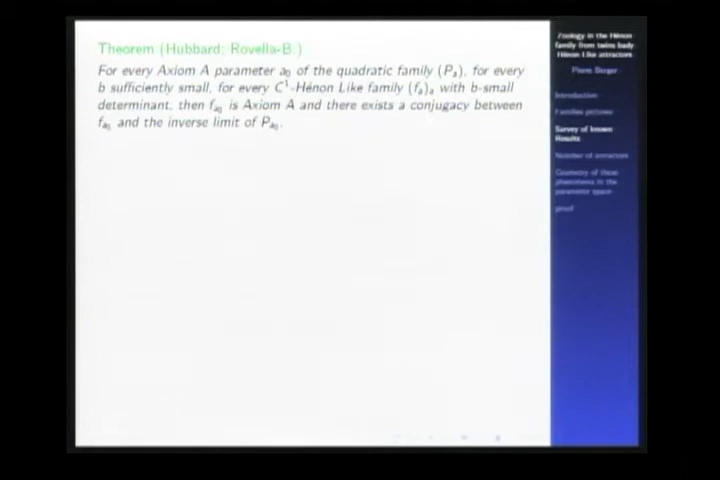 Theorem (Hubbard; Rovella-B.)
For every Axiom A parameter a₀ of the quadratic family (Pₐ), for every
b sufficiently small, for every C¹-Hénon Like family (fₐ)ₐ with b-small
determinant, then fₐ₀ is Axiom A and there exists a conjugacy between
fₐ₀ and the inverse limit of Pₐ₀.
Zoology in the Hénon
family from twins baby
Hénon Like attractors
Pierre Berger
Introduction
Families pictures
Survey of known
Results
Number of attractors
Geometry of these
phenomena in the
parameter space
proof